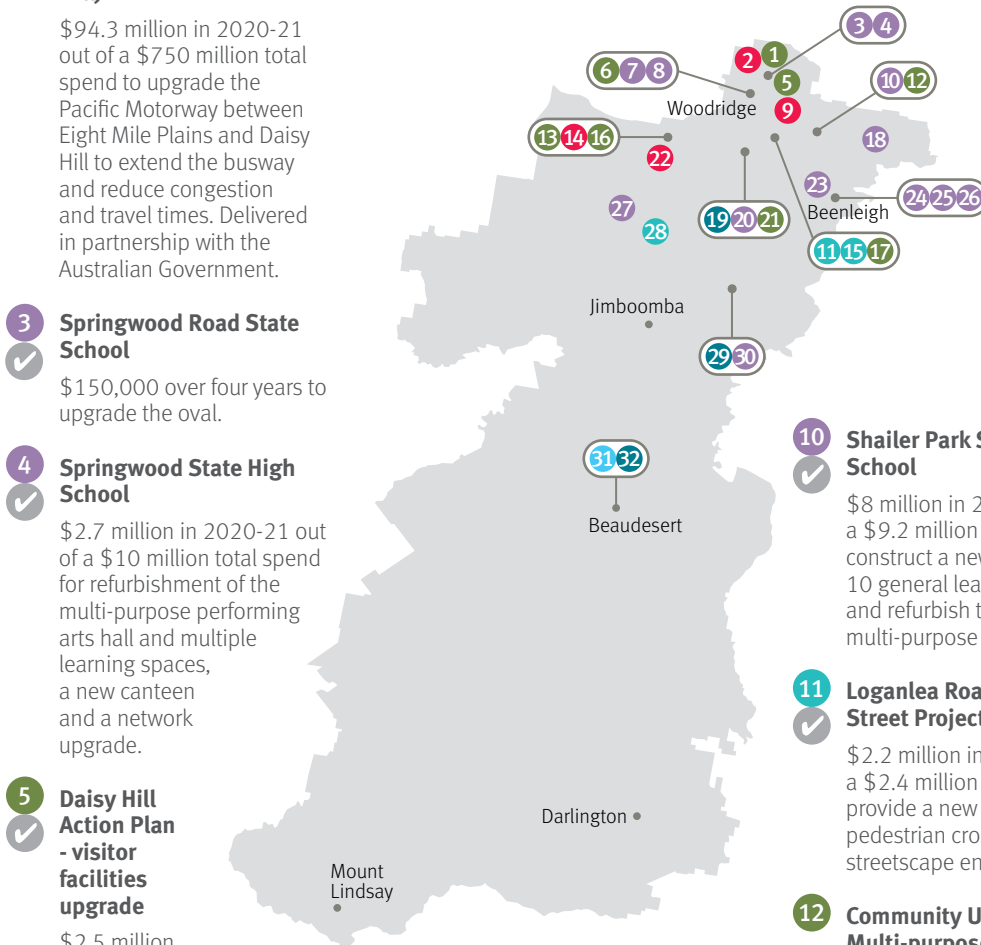 $94.3 million in 2020-21
out of a $750 million total
spend to upgrade the
Pacific Motorway between
Eight Mile Plains and Daisy
Hill to extend the busway
and reduce congestion
and travel times. Delivered
in partnership with the
Australian Government.
3 Springwood Road State
School
$150,000 over four years to
upgrade the oval.
4 Springwood State High
School
$2.7 million in 2020-21 out
of a $10 million total spend
for refurbishment of the
multi-purpose performing
arts hall and multiple
learning spaces,
a new canteen
and a network
upgrade.
5 Daisy Hill
Action Plan
- visitor
facilities
upgrade
$2.5 million
3 4
2 1
6 7 8
5
10 12
Woodridge
9
13 14 16
18
22
23
27
24 25 26
19 20 21
Beenleigh
28
11 15 17
Jimboomba
29 30
31 32
Beaudesert
Darlington
Mount
Lindsay
10 Shailer Park S
School
$8 million in 2
a $9.2 million
construct a new
10 general lea
and refurbish t
multi-purpose
11 Loganlea Roa
Street Project
$2.2 million in
a $2.4 million
provide a new
pedestrian cro
streetscape en
12 Community U
Multi-purpose